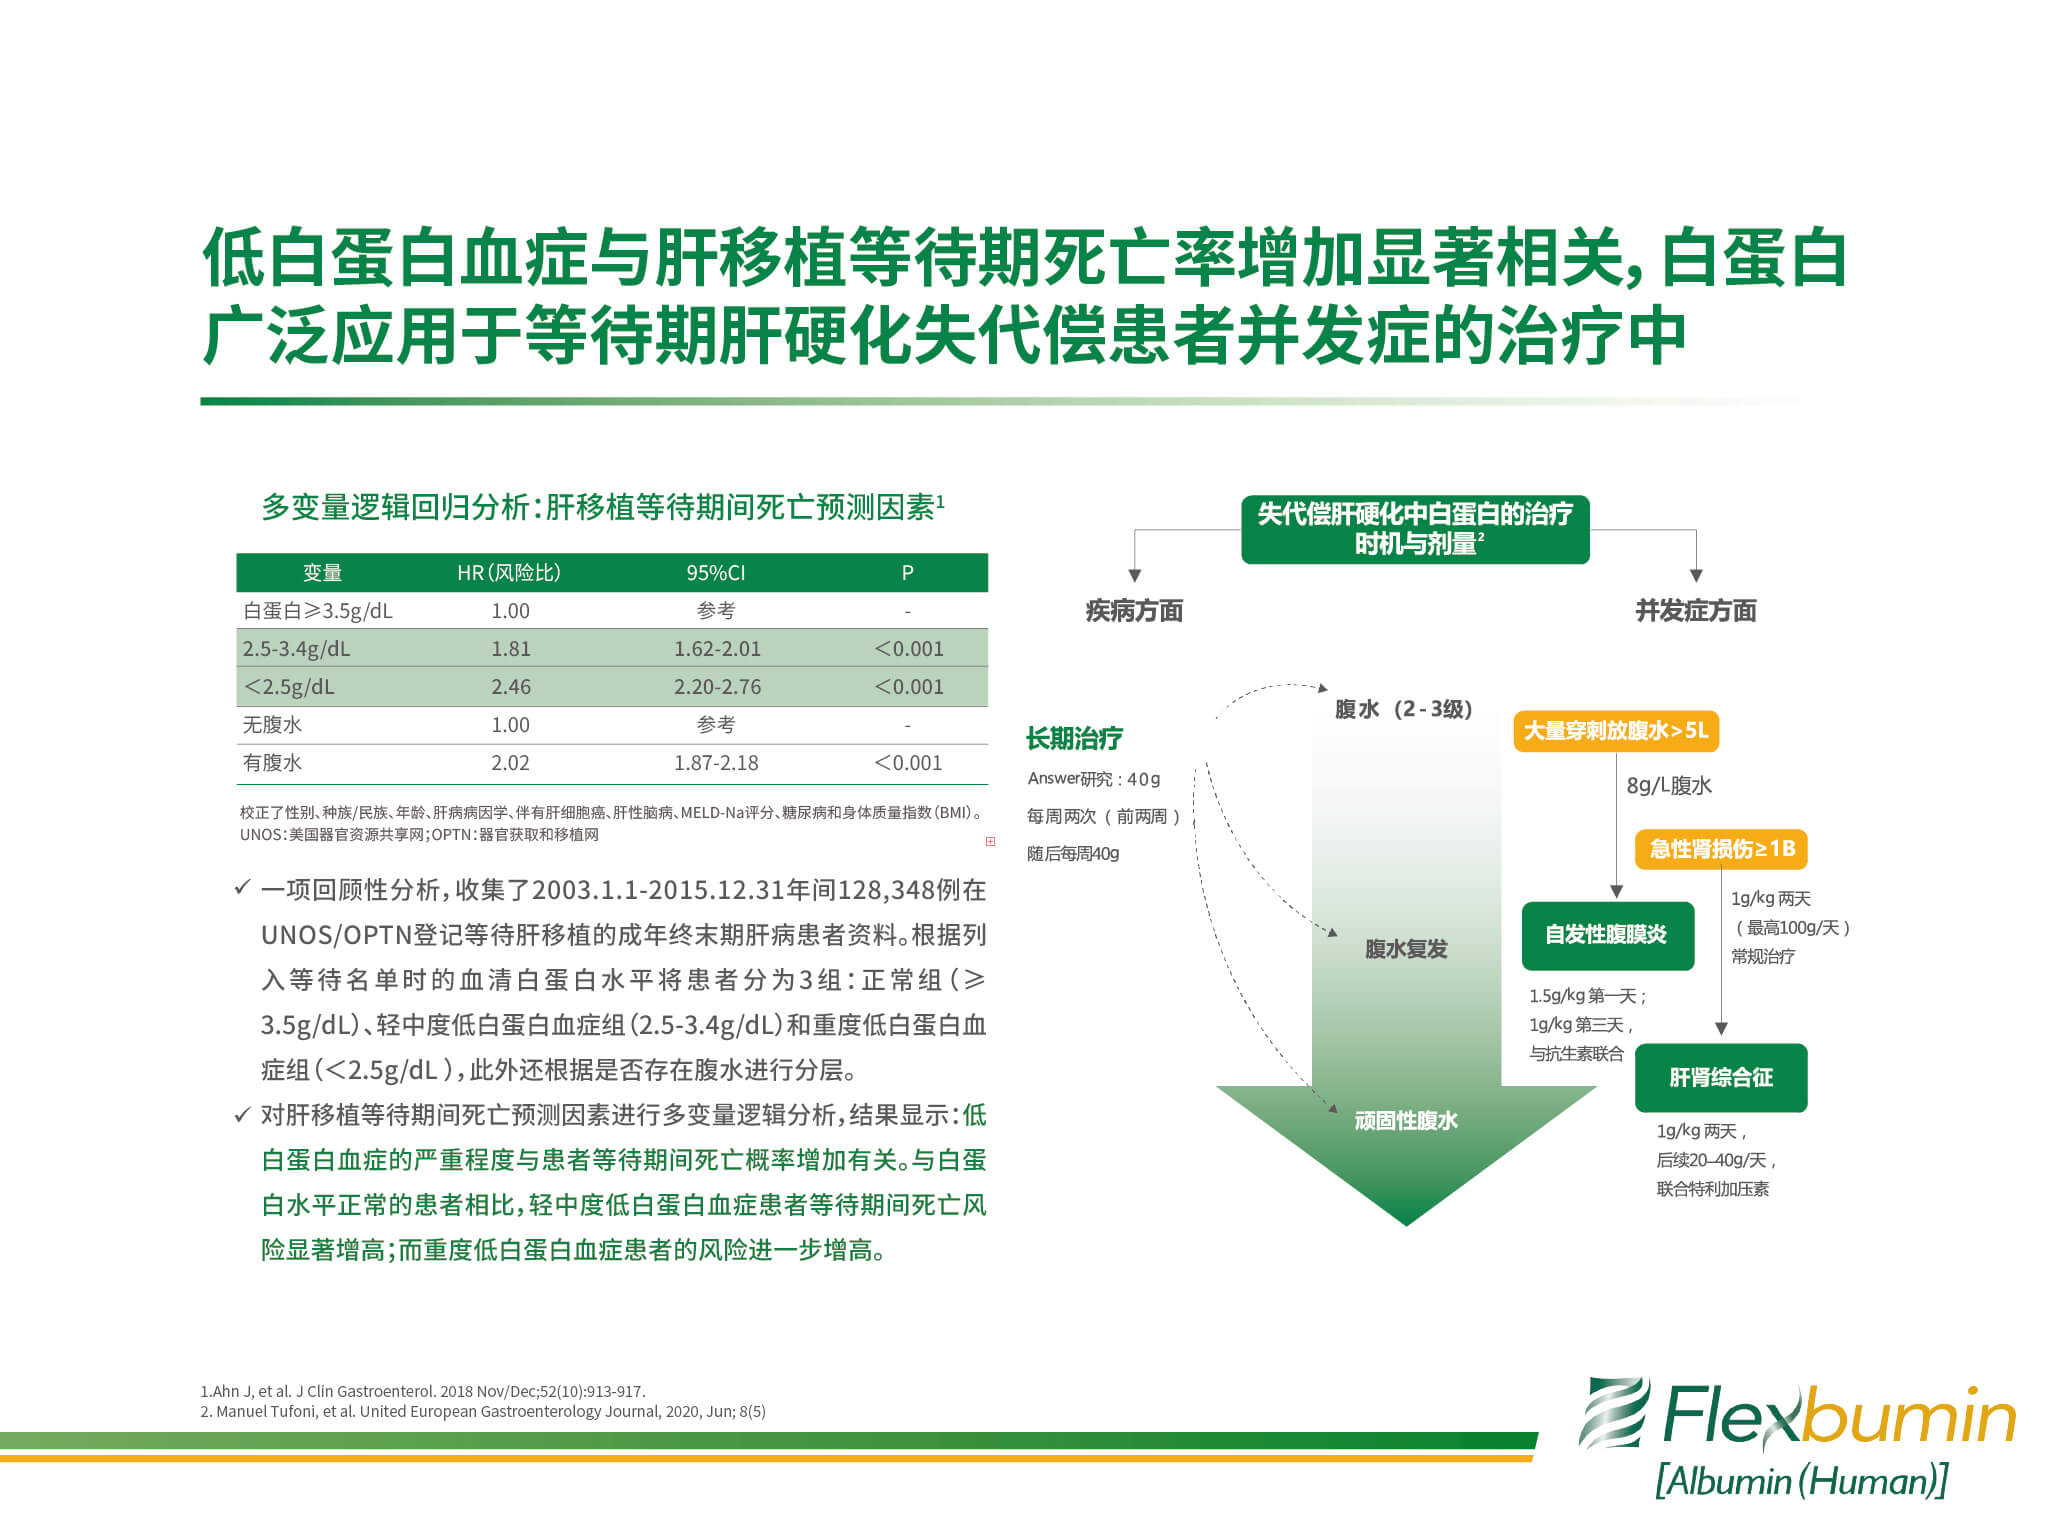 低白蛋白血症与肝移植等待期死亡率增加显著相关，白蛋白
广泛应用于等待期肝硬化失代偿患者并发症的治疗中
多变量逻辑回归分析：肝移植等待期间死亡预测因素1
变量 HR（风险比） 95%CI P
白蛋白≥3.5g/dL 1.00 参考 -
2.5-3.4g/dL 1.81 1.62-2.01 ＜0.001
＜2.5g/dL 2.46 2.20-2.76 ＜0.001
无腹水 1.00 参考 -
有腹水 2.02 1.87-2.18 ＜0.001
校正了性别、种族/民族、年龄、肝病病因学、伴有肝细胞癌、肝性脑病、MELD-Na评分、糖尿病和身体质量指数（BMI）。
UNOS：美国器官资源共享网；OPTN：器官获取和移植网
✓ 一项回顾性分析，收集了2003.1.1-2015.12.31年间128,348例在
UNOS/OPTN登记等待肝移植的成年终末期肝病患者资料。根据列
入等待名单时的血清白蛋白水平将患者分为3组：正常组（≥
3.5g/dL）、轻中度低白蛋白血症组（2.5-3.4g/dL）和重度低白蛋白血
症组（＜2.5g/dL ），此外还根据是否存在腹水进行分层。
✓ 对肝移植等待期间死亡预测因素进行多变量逻辑分析，结果显示：低
白蛋白血症的严重程度与患者等待期间死亡概率增加有关。与白蛋
白水平正常的患者相比，轻中度低白蛋白血症患者等待期间死亡风
险显著增高；而重度低白蛋白血症患者的风险进一步增高。
失代偿肝硬化中白蛋白的治疗
时机与剂量2
疾病方面
并发症方面
长期治疗
Answer研究：40g
每周两次（前两周）
随后每周40g
腹水（2-3级）
腹水复发
顽固性腹水
大量穿刺放腹水>5L
8g/L腹水
急性肾损伤≥1B
1g/kg 两天
（最高100g/天）
常规治疗
自发性腹膜炎
1.5g/kg 第一天；
1g/kg 第三天，
与抗生素联合
肝肾综合征
1g/kg 两天，
后续20–40g/天，
联合特利加压素
1.Ahn J, et al. J Clin Gastroenterol. 2018 Nov/Dec;52(10):913-917.
2. Manuel Tufoni, et al. United European Gastroenterology Journal, 2020, Jun; 8(5)
Flexbumin
[Albumin (Human)]